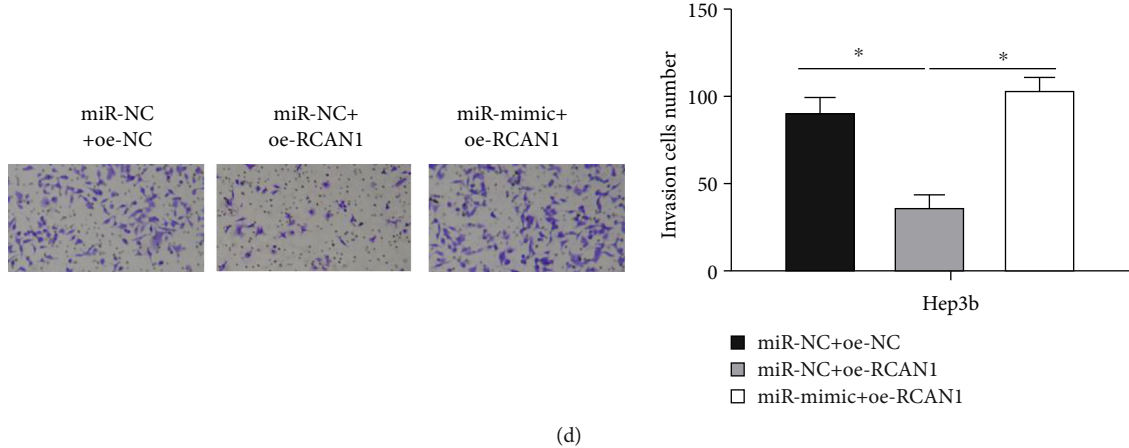 miR-NC
+oe-NC
miR-NC+
oe-RCAN1
miR-mimic+
oe-RCAN1
Invasion cells number
150
100
50
0
*
*
Hep3b
miR-NC+oe-NC
miR-NC+oe-RCAN1
miR-mimic+oe-RCAN1
(d)